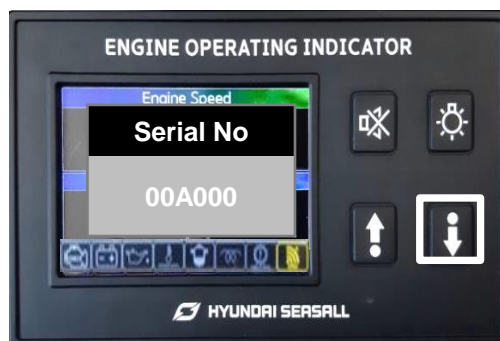 ENGINE OPERATING INDICATOR
Engine Speed
Serial No
00A000
HYUNDAI SEASALL